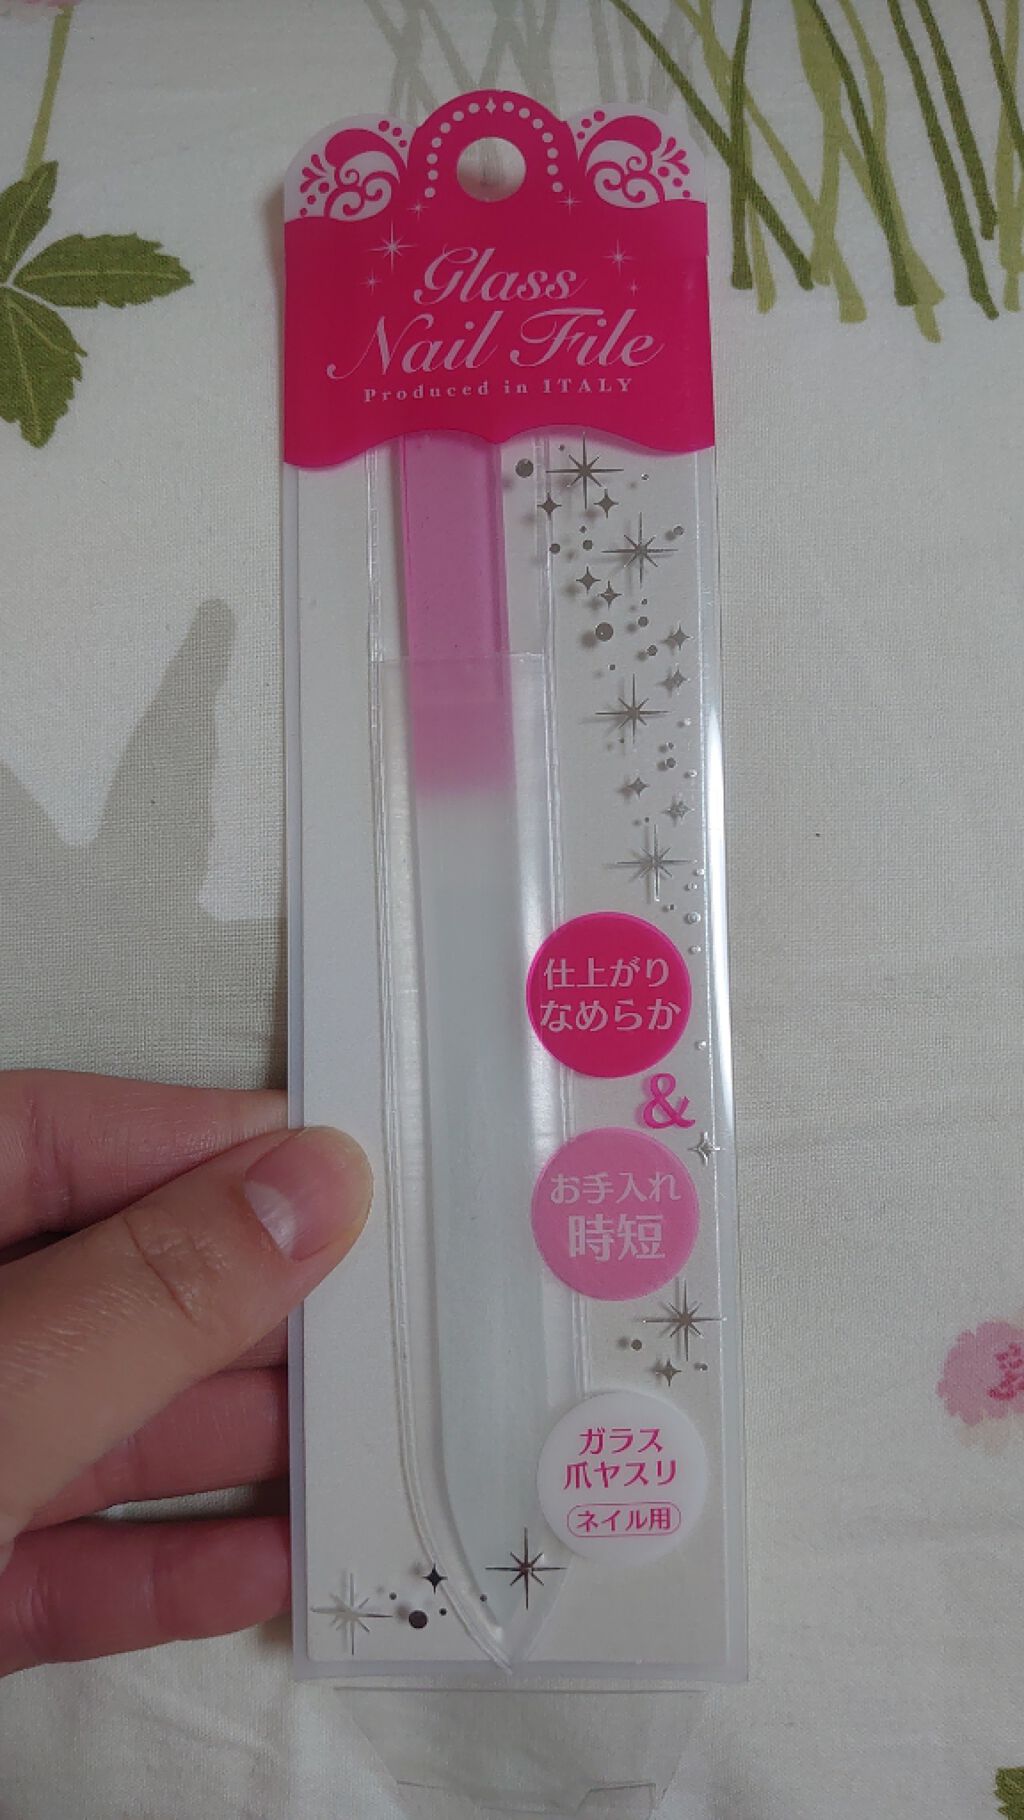 Glass
Nail File
Produced in ITALY
仕上がり
なめらか
&
お手入れ
時短
ガラス
爪ヤスリ
ネイル用